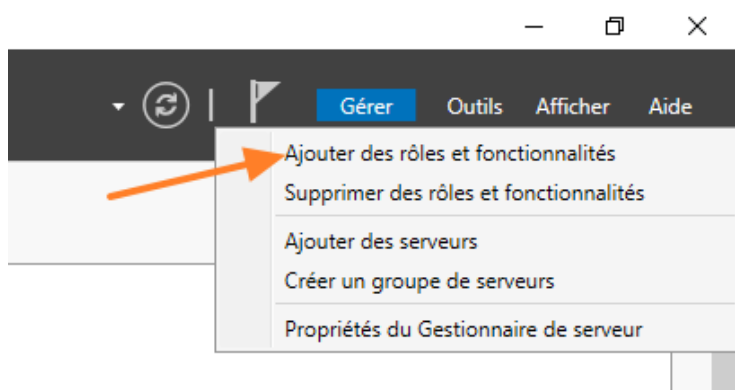 Gérer Outils Afficher Aide
Ajouter des rôles et fonctionnalités
Supprimer des rôles et fonctionnalités
Ajouter des serveurs
Créer un groupe de serveurs
Propriétés du Gestionnaire de serveur